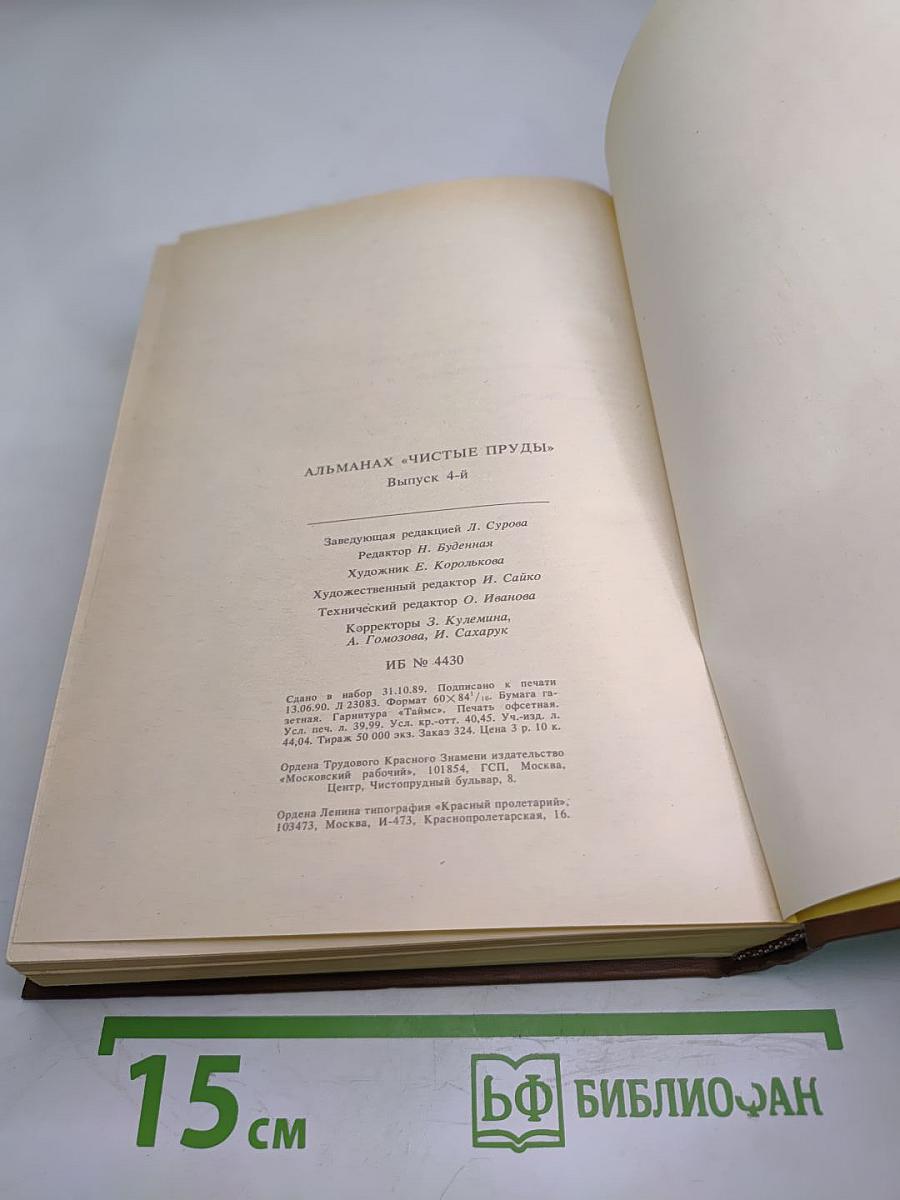 АЛЬМАНАХ «ЧИСТЫЕ ПРУДЫ»
Выпуск 4-й
Заведующая редакцией Л. Сурова
Редактор Н. Буденная
Художник Е. Королькова
Художественный редактор И. Сайко
Технический редактор О. Иванова
Корректоры З. Кулемина,
А. Гомозова, И. Сахарук
ИБ № 4430
Сдано в набор 31.10.89. Подписано к печати
13.06.90. Л 23083. Формат 60×84¹/₁₆. Бумага га-
зетная. Гарнитура «Таймс». Печать офсетная.
Усл. печ. л. 39,99. Усл. кр.-отт. 40,45. Уч.-изд. л.
44,04. Тираж 50 000 экз. Заказ 324. Цена 3 р. 10 к.
Ордена Трудового Красного Знамени издательство
«Московский рабочий», 101854, ГСП, Москва,
Центр, Чистопрудный бульвар, 8.
Ордена Ленина типография «Красный пролетарий»,
103473, Москва, И-473, Краснопролетарская, 16.
15 см
БФ БИБЛИОФАН